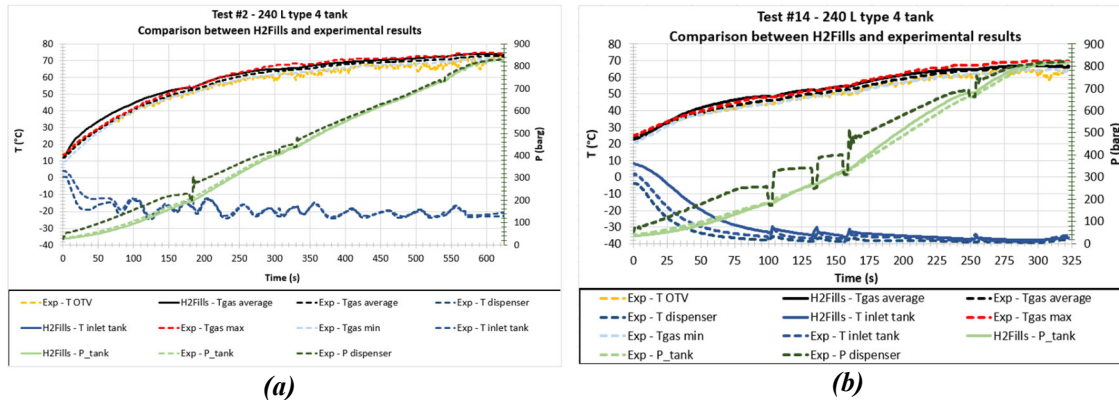 Test #2 - 240 L type 4 tank
Comparison between H2Fills and experimental results
80
70
60
50
40
30
20
10
0
-10
-20
-30
-40
T (°C)
900
800
700
600
500
400
300
200
100
0
P (barg)
0 50 100 150 200 250 300 350 400 450 500 550 600
Time (s)
Exp - T OTV H2Fills - Tgas average Exp - Tgas average Exp - T dispenser
H2Fills - T inlet tank Exp - Tgas max Exp - Tgas min Exp - T inlet tank
H2Fills - P_tank Exp - P_tank Exp - P dispenser
(a)
Test #14 - 240 L type 4 tank
Comparison between H2Fills and experimental results
80
70
60
50
40
30
20
10
0
-10
-20
-30
-40
T (°C)
900
800
700
600
500
400
300
200
100
0
P (barg)
0 25 50 75 100 125 150 175 200 225 250 275 300 325
Time (s)
Exp - T OTV H2Fills - Tgas average Exp - Tgas average
Exp - T dispenser H2Fills - T inlet tank Exp - Tgas max
Exp - Tgas min Exp - T inlet tank H2Fills - P_tank
Exp - P_tank Exp - P dispenser
(b)